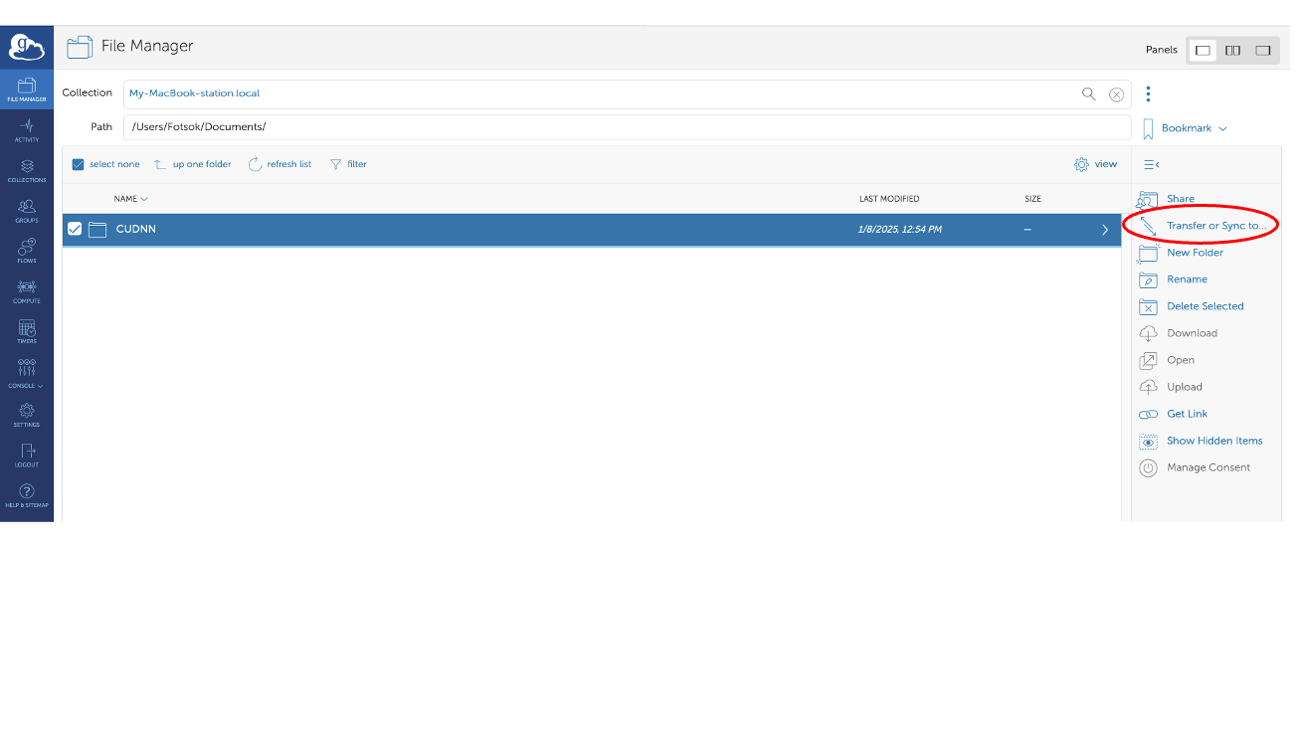 g
File Manager
Panels
FILE MANAGER
ACTIVITY
COLLECTIONS
GROUPS
FLOWS
COMPUTE
TIMERS
CONSOLE
SETTINGS
LOGOUT
HELP & SITEMAP
Collection
My-MacBook-station.local
Path
/Users/Fotsok/Documents/
Bookmark
select none
up one folder
refresh list
filter
view
NAME
LAST MODIFIED
SIZE
CUDNN
1/8/2025, 12:54 PM
–
Share
Transfer or Sync to...
New Folder
Rename
Delete Selected
Download
Open
Upload
Get Link
Show Hidden Items
Manage Consent